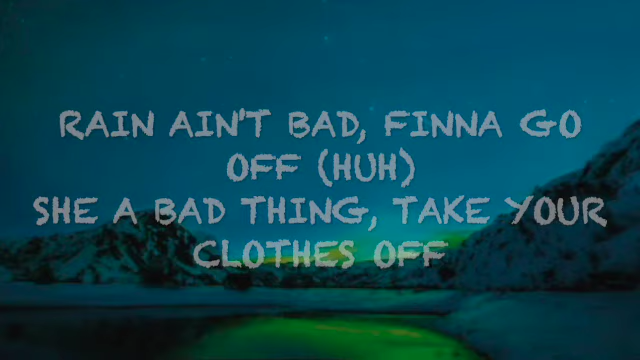 RAIN AIN'T BAD, FINNA GO
OFF (HUH)
SHE A BAD THING, TAKE YOUR
CLOTHES OFF